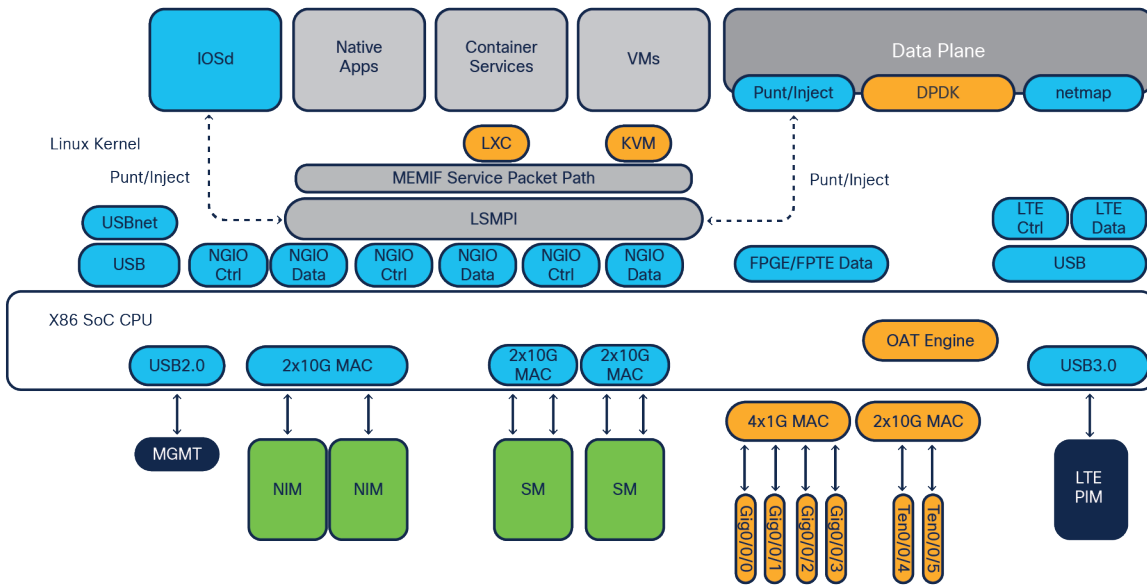 IOSd
Native
Apps
Container
Services
VMs
Data Plane
Punt/Inject
DPDK
netmap
Linux Kernel
LXC
KVM
Punt/Inject
MEMIF Service Packet Path
Punt/Inject
USBnet
LSMPI
LTE
Ctrl
LTE
Data
USB
NGIO
Ctrl
NGIO
Data
NGIO
Ctrl
NGIO
Data
NGIO
Ctrl
NGIO
Data
FPGE/FPTE Data
USB
X86 SoC CPU
OAT Engine
USB2.0
2x10G MAC
2x10G
MAC
2x10G
MAC
USB3.0
4x1G MAC
2x10G MAC
MGMT
NIM
NIM
SM
SM
Gig0/0/0
Gig0/0/1
Gig0/0/2
Gig0/0/3
Ten0/0/4
Ten0/0/5
LTE
PIM